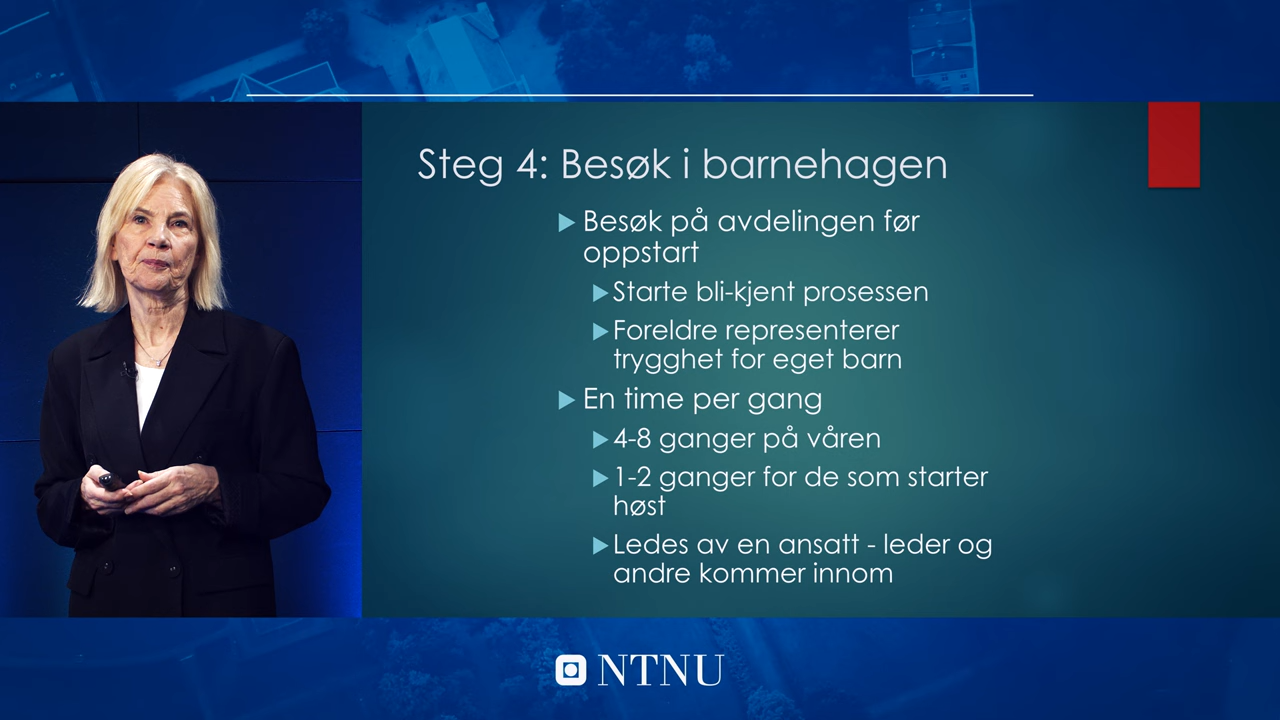 Steg 4: Besøk i barnehagen
Besøk på avdelingen før
oppstart
Starte bli-kjent prosessen
Foreldre representerer
trygghet for eget barn
En time per gang
4-8 ganger på våren
1-2 ganger for de som starter
høst
Ledes av en ansatt - leder og
andre kommer innom
NTNU